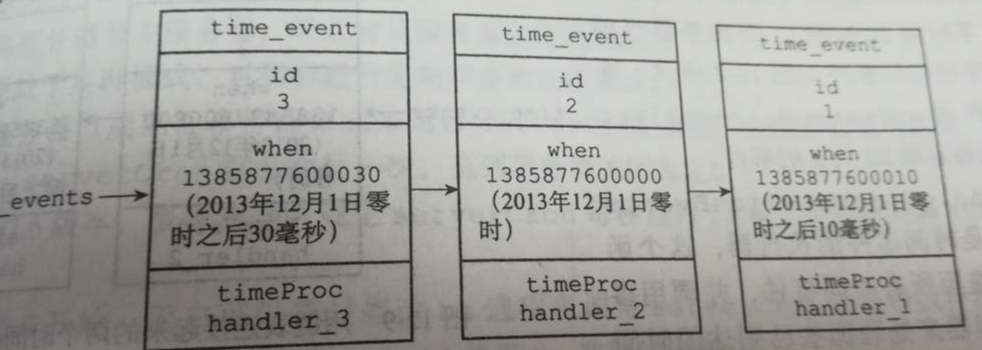 _events
time_event
id
3
when
1385877600030
(2013年12月1日零
时之后30毫秒)
timeProc
handler_3
time_event
id
2
when
1385877600000
(2013年12月1日零
时)
timeProc
handler_2
time_event
id
1
when
1385877600010
(2013年12月1日零
时之后10毫秒)
timeProc
handler_1